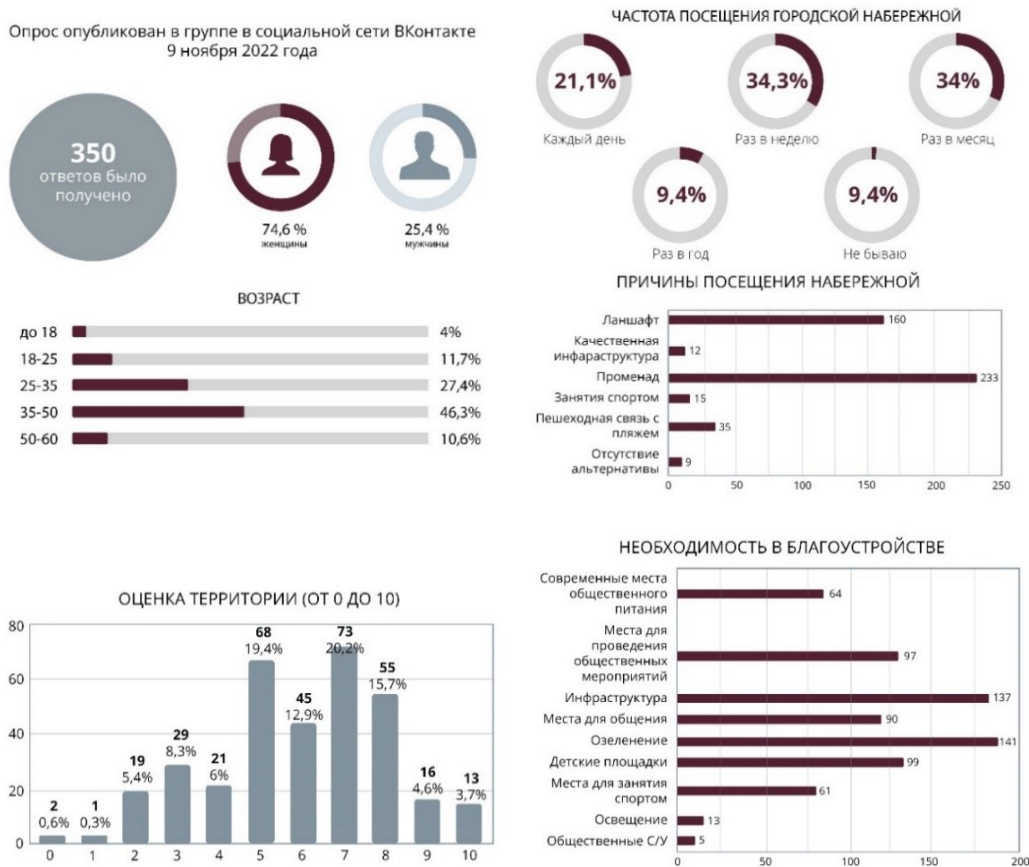 Опрос опубликован в группе в социальной сети ВКонтакте
9 ноября 2022 года
350
ответов было
получено
74,6 %
женщины
25,4 %
мужчины
ВОЗРАСТ
до 18
4%
18-25
11,7%
25-35
27,4%
35-50
46,3%
50-60
10,6%
ЧАСТОТА ПОСЕЩЕНИЯ ГОРОДСКОЙ НАБЕРЕЖНОЙ
21,1%
Каждый день
34,3%
Раз в неделю
34%
Раз в месяц
9,4%
Раз в год
9,4%
Не бываю
ПРИЧИНЫ ПОСЕЩЕНИЯ НАБЕРЕЖНОЙ
Ланшафт
160
Качественная
инфараструктура
12
Променад
233
Занятия спортом
15
Пешеходная связь с
пляжем
35
Отсутствие
альтернативы
9
0 50 100 150 200 250
ОЦЕНКА ТЕРРИТОРИИ (ОТ 0 ДО 10)
80
60
40
20
0
2
0,6%
1
0,3%
19
5,4%
29
8,3%
21
6%
68
19,4%
45
12,9%
73
20,2%
55
15,7%
16
4,6%
13
3,7%
0 1 2 3 4 5 6 7 8 9 10
НЕОБХОДИМОСТЬ В БЛАГОУСТРОЙСТВЕ
Современные места
общественного
питания
64
Места для
проведения
общественных
мероприятий
97
Инфраструктура
137
Места для общения
90
Озеленение
141
Детские площадки
99
Места для занятия
спортом
61
Освещение
13
Общественные С/У
5
0 50 100 150 200